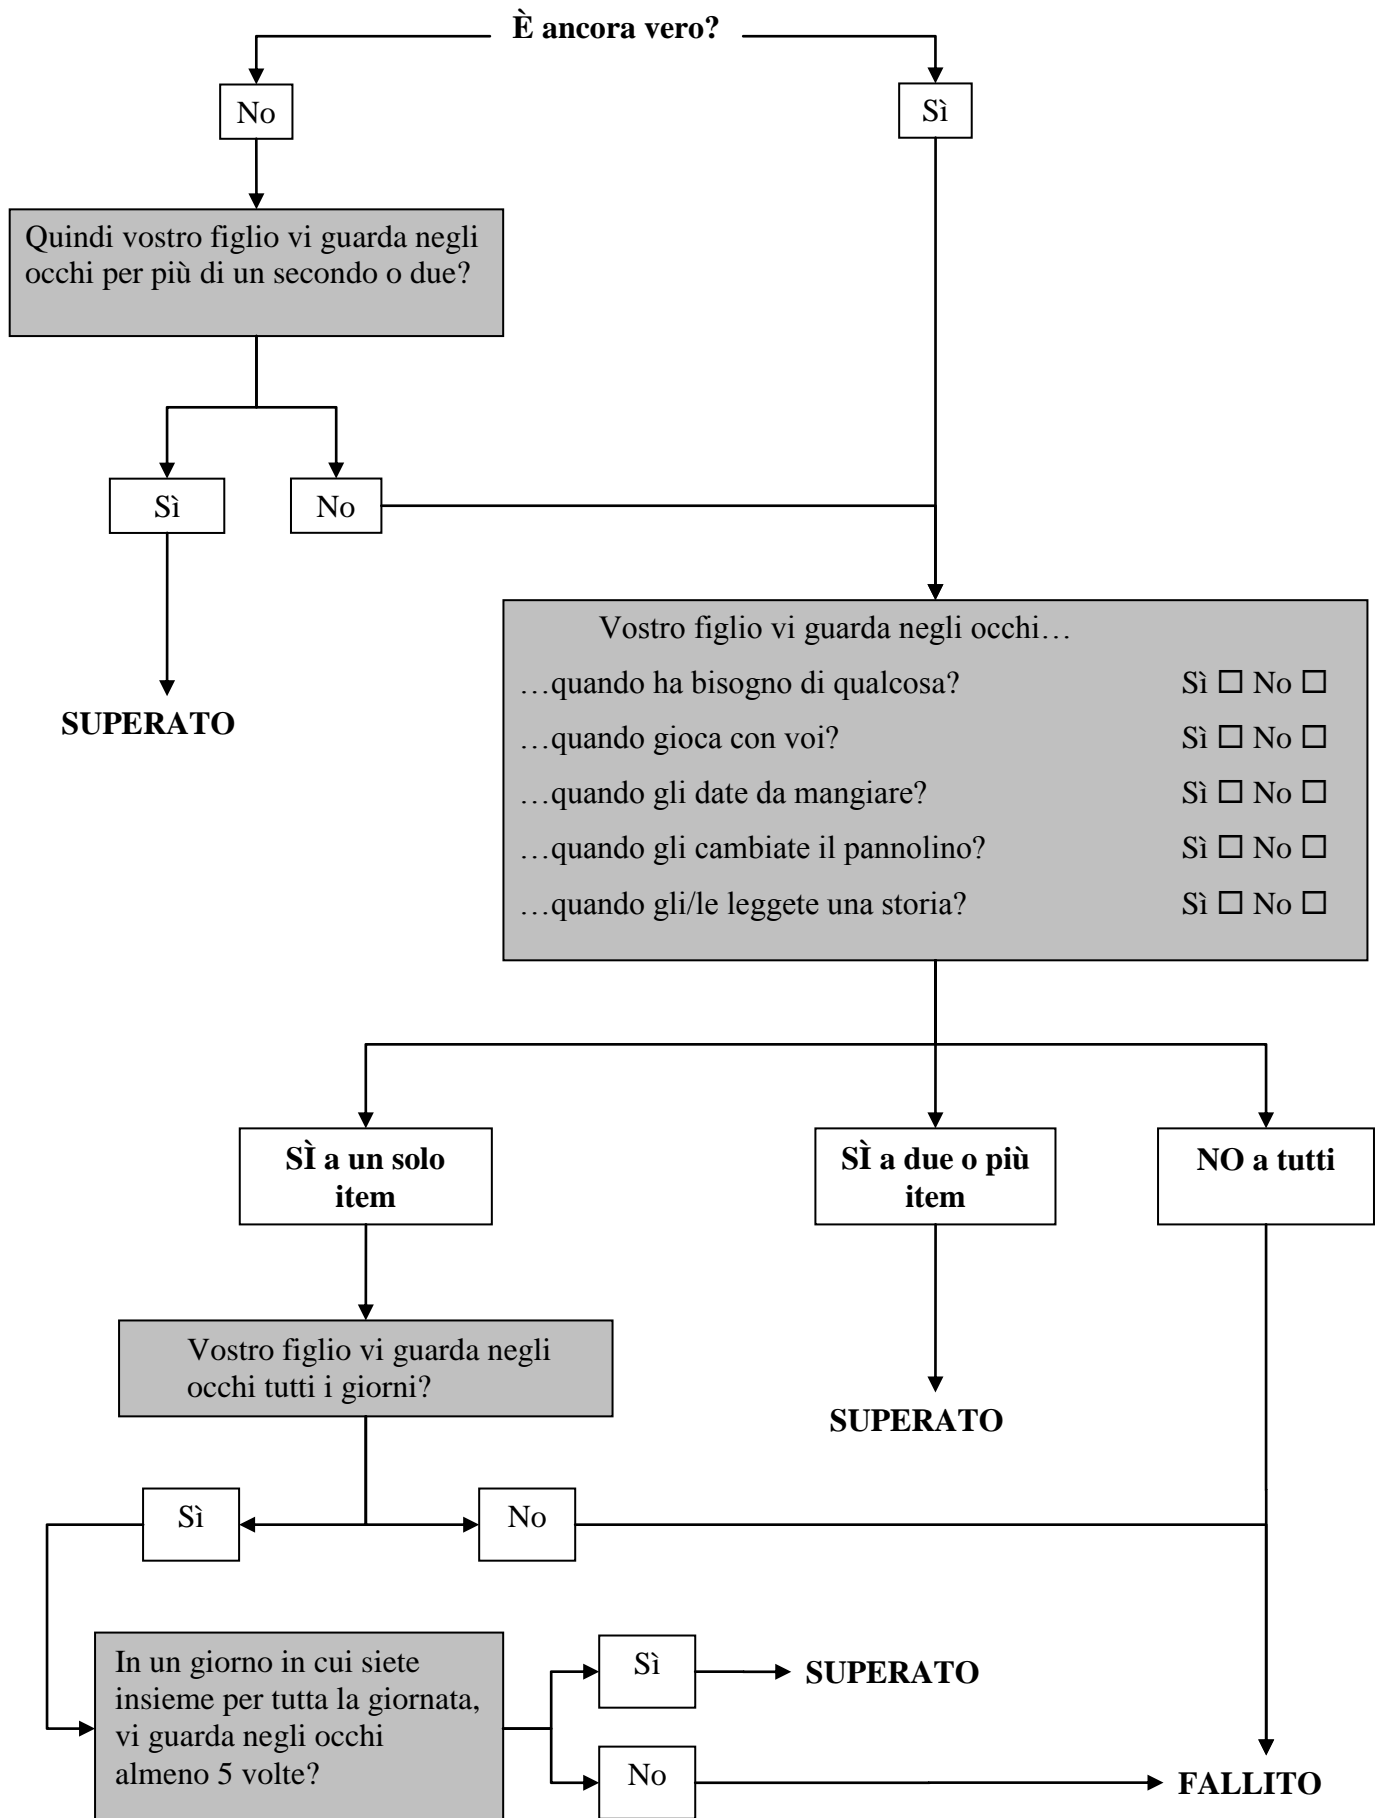 È ancora vero?
No
Sì
Quindi vostro figlio vi guarda negli
occhi per più di un secondo o due?
Sì
No
SUPERATO
Vostro figlio vi guarda negli occhi…
…quando ha bisogno di qualcosa? Sì □ No □
…quando gioca con voi? Sì □ No □
…quando gli date da mangiare? Sì □ No □
…quando gli cambiate il pannolino? Sì □ No □
…quando gli/le leggete una storia? Sì □ No □
SÌ a un solo
item
SÌ a due o più
item
NO a tutti
Vostro figlio vi guarda negli
occhi tutti i giorni?
SUPERATO
Sì
No
In un giorno in cui siete
insieme per tutta la giornata,
vi guarda negli occhi
almeno 5 volte?
Sì
SUPERATO
No
FALLITO